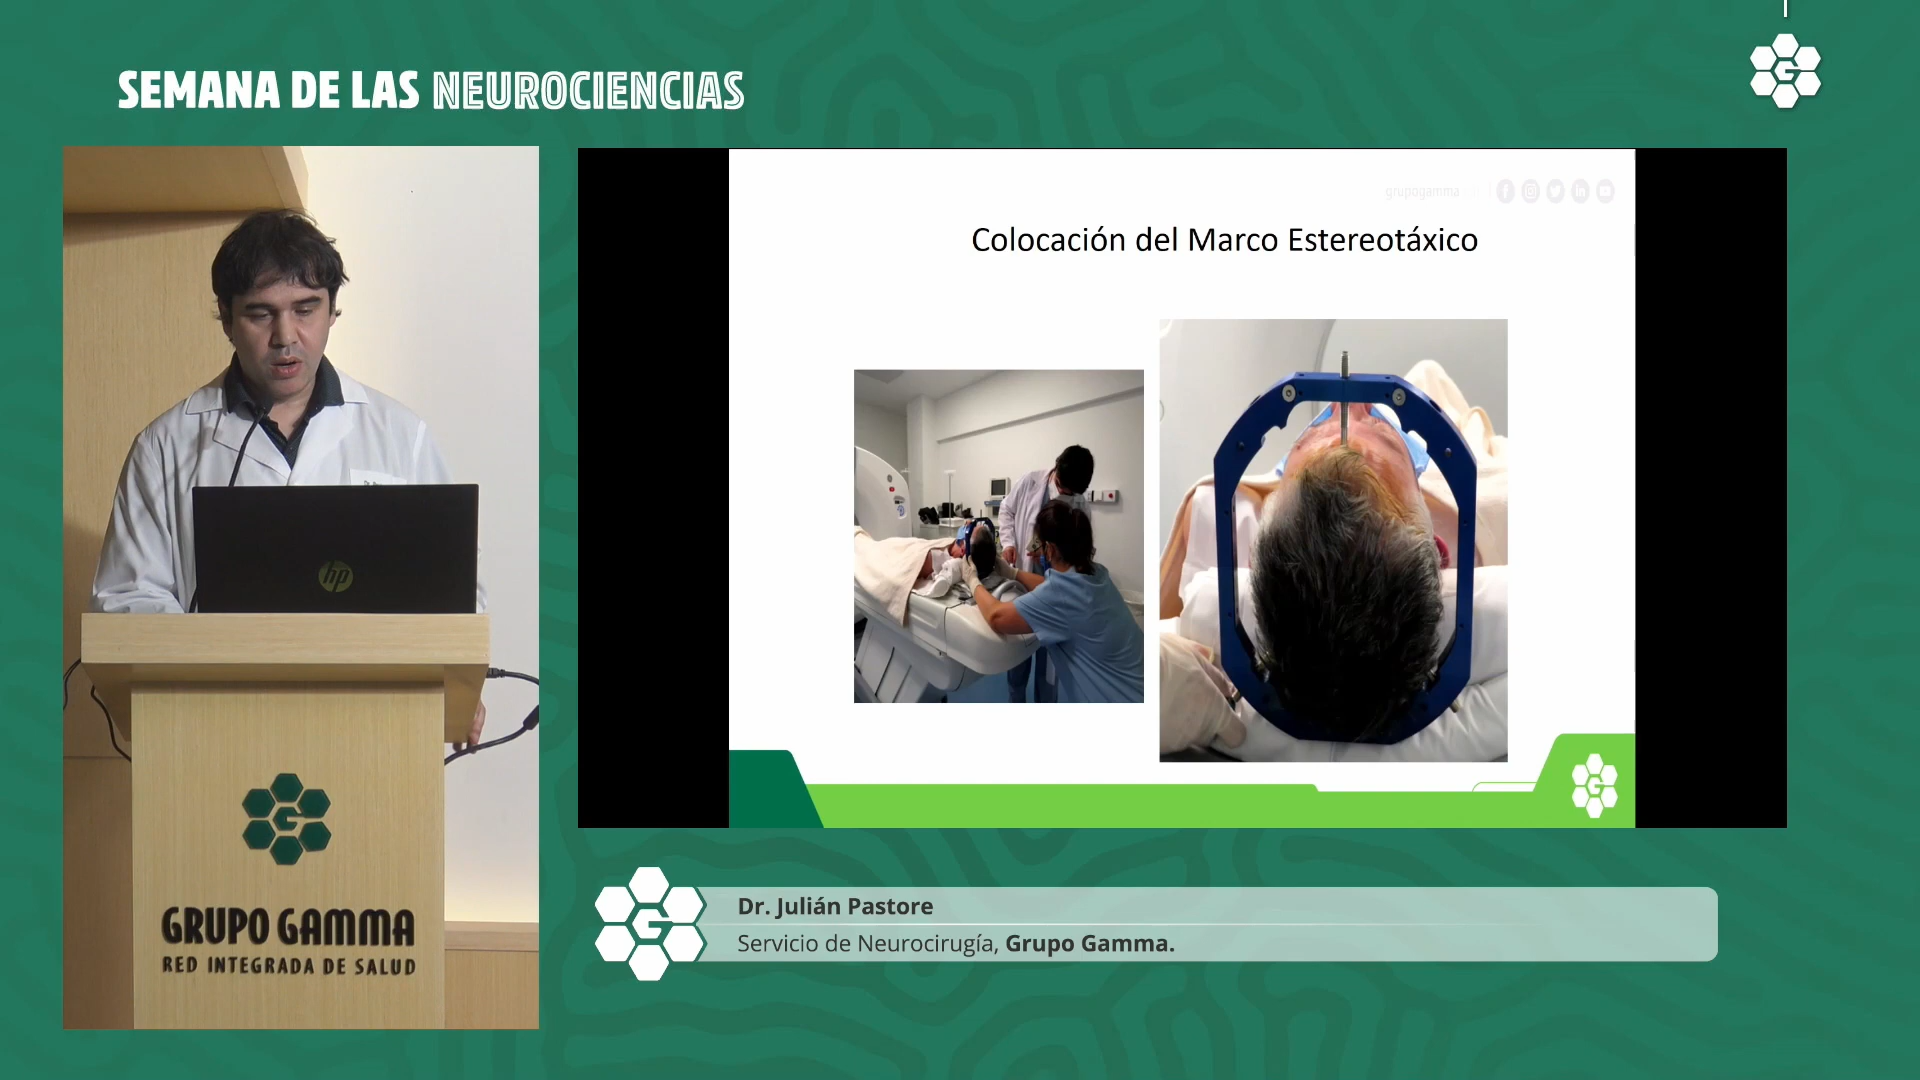 SEMANA DE LAS NEUROCIENCIAS
grupogamma
Colocación del Marco Estereotáxico
hp
GRUPO GAMMA
RED INTEGRADA DE SALUD
Dr. Julián Pastore
Servicio de Neurocirugía, Grupo Gamma.